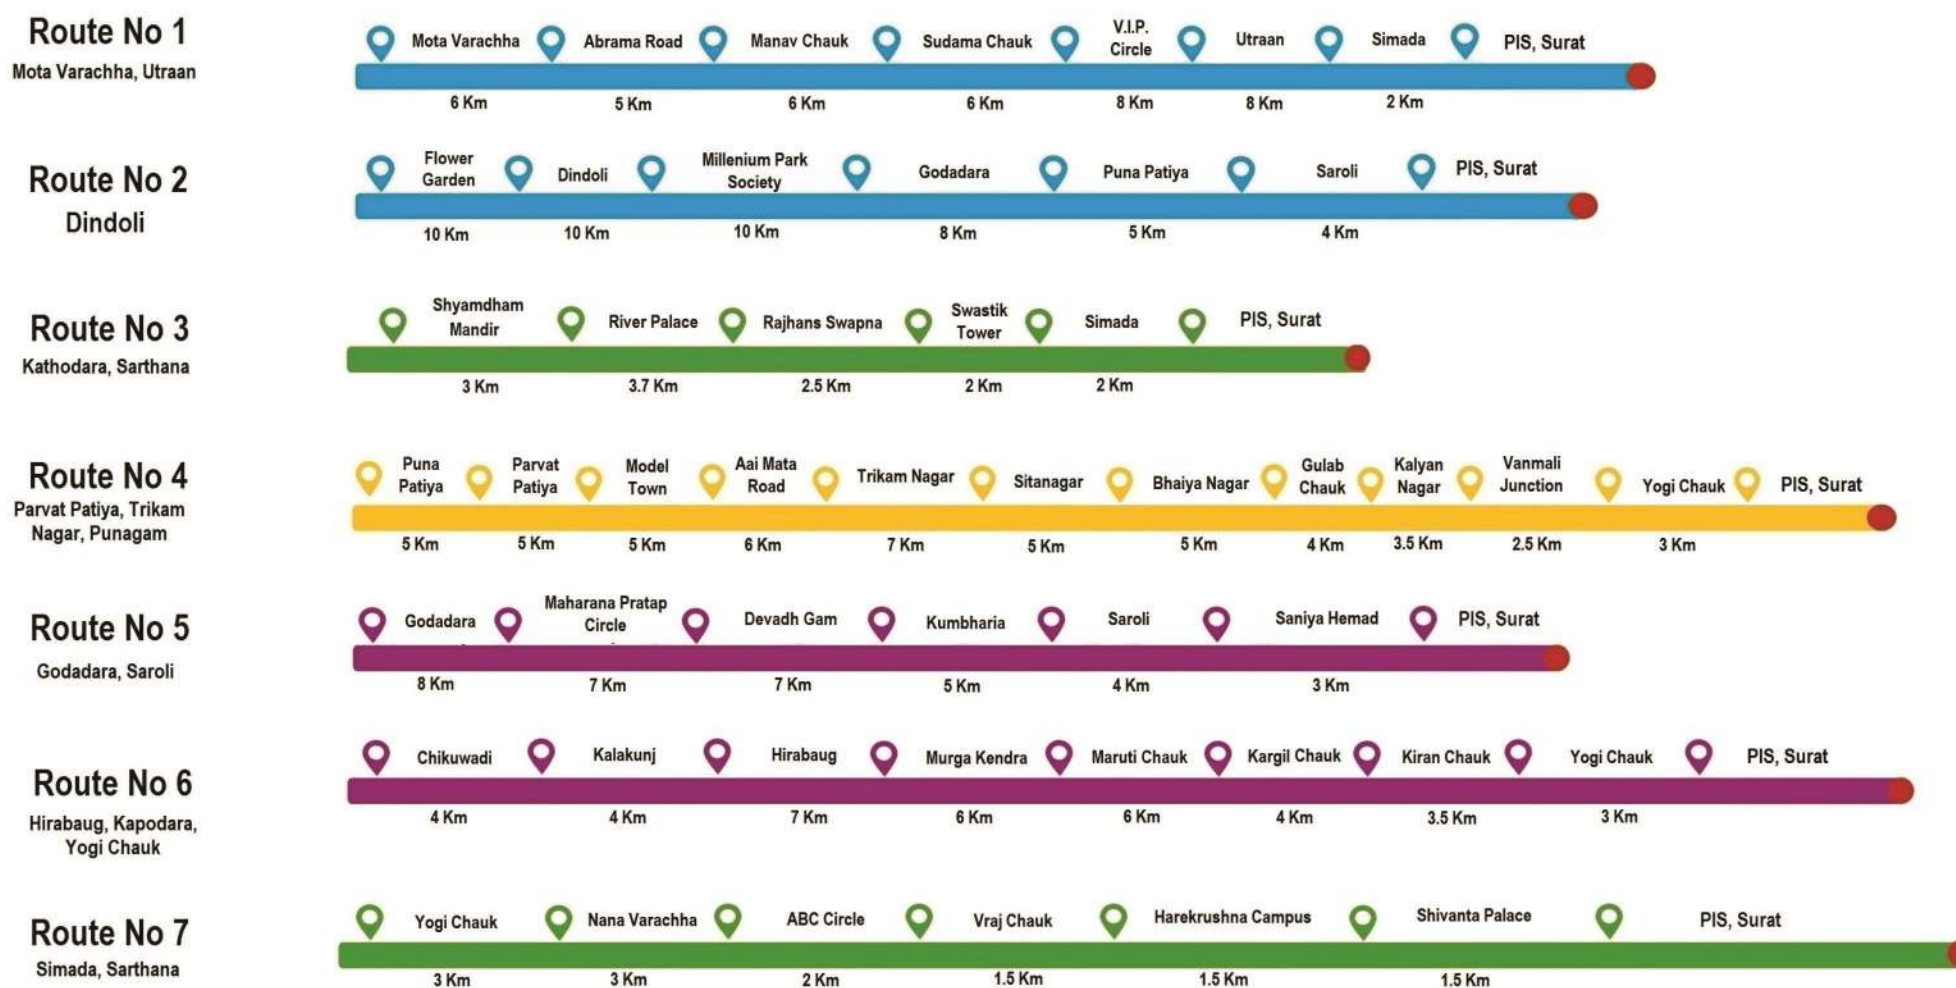 Route No 1
Mota Varachha, Utraan
Mota Varachha
Abrama Road
Manav Chauk
Sudama Chauk
V.I.P.
Circle
Utraan
Simada
PIS, Surat
6 Km
5 Km
6 Km
6 Km
8 Km
8 Km
2 Km
Route No 2
Dindoli
Flower
Garden
Dindoli
Millenium Park
Society
Godadara
Puna Patiya
Saroli
PIS, Surat
10 Km
10 Km
10 Km
8 Km
5 Km
4 Km
Route No 3
Kathodara, Sarthana
Shyamdham
Mandir
River Palace
Rajhans Swapna
Swastik
Tower
Simada
PIS, Surat
3 Km
3.7 Km
2.5 Km
2 Km
2 Km
Route No 4
Parvat Patiya, Trikam
Nagar, Punagam
Puna
Patiya
Parvat
Patiya
Model
Town
Aai Mata
Road
Trikam Nagar
Sitanagar
Bhaiya Nagar
Gulab
Chauk
Kalyan
Nagar
Vanmali
Junction
Yogi Chauk
PIS, Surat
5 Km
5 Km
5 Km
6 Km
7 Km
5 Km
5 Km
4 Km
3.5 Km
2.5 Km
3 Km
Route No 5
Godadara, Saroli
Godadara
Maharana Pratap
Circle
Devadh Gam
Kumbharia
Saroli
Saniya Hemad
PIS, Surat
8 Km
7 Km
7 Km
5 Km
4 Km
3 Km
Route No 6
Hirabaug, Kapodara,
Yogi Chauk
Chikuwadi
Kalakunj
Hirabaug
Murga Kendra
Maruti Chauk
Kargil Chauk
Kiran Chauk
Yogi Chauk
PIS, Surat
4 Km
4 Km
7 Km
6 Km
6 Km
4 Km
3.5 Km
3 Km
Route No 7
Simada, Sarthana
Yogi Chauk
Nana Varachha
ABC Circle
Vraj Chauk
Harekrushna Campus
Shivanta Palace
PIS, Surat
3 Km
3 Km
2 Km
1.5 Km
1.5 Km
1.5 Km